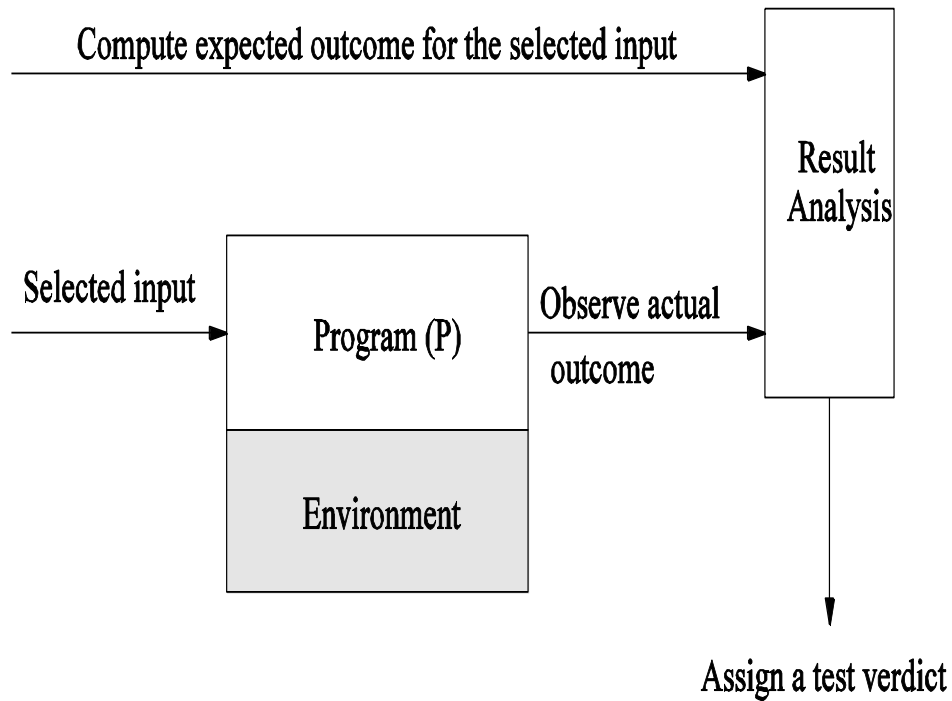 Compute expected outcome for the selected input
Result
Analysis
Selected input
Program (P)
Observe actual
outcome
Environment
Assign a test verdict